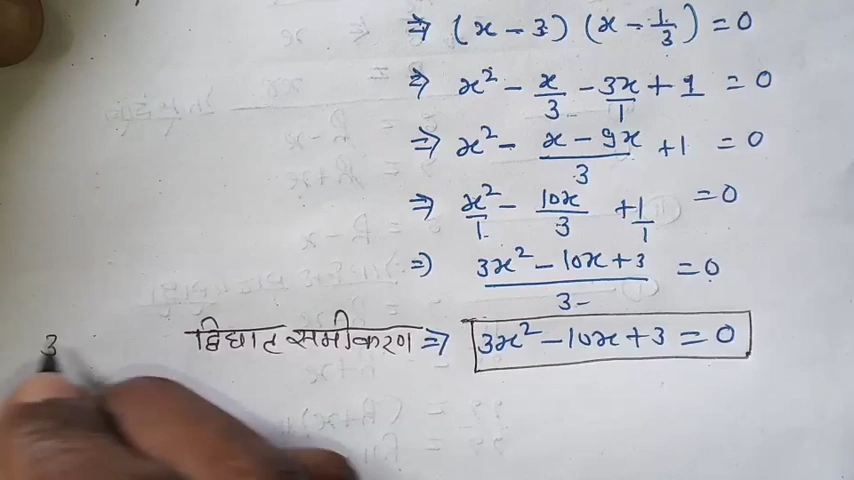 ⇒ (x - 3) (x - 1/3) = 0
⇒ x² - x/3 - 3x/1 + 1 = 0
⇒ x² - x - 9x/3 + 1 = 0
⇒ x²/1 - 10x/3 + 1/1 = 0
⇒ 3x² - 10x + 3/3 = 0
द्विघात समीकरण ⇒ 3x² - 10x + 3 = 0
3